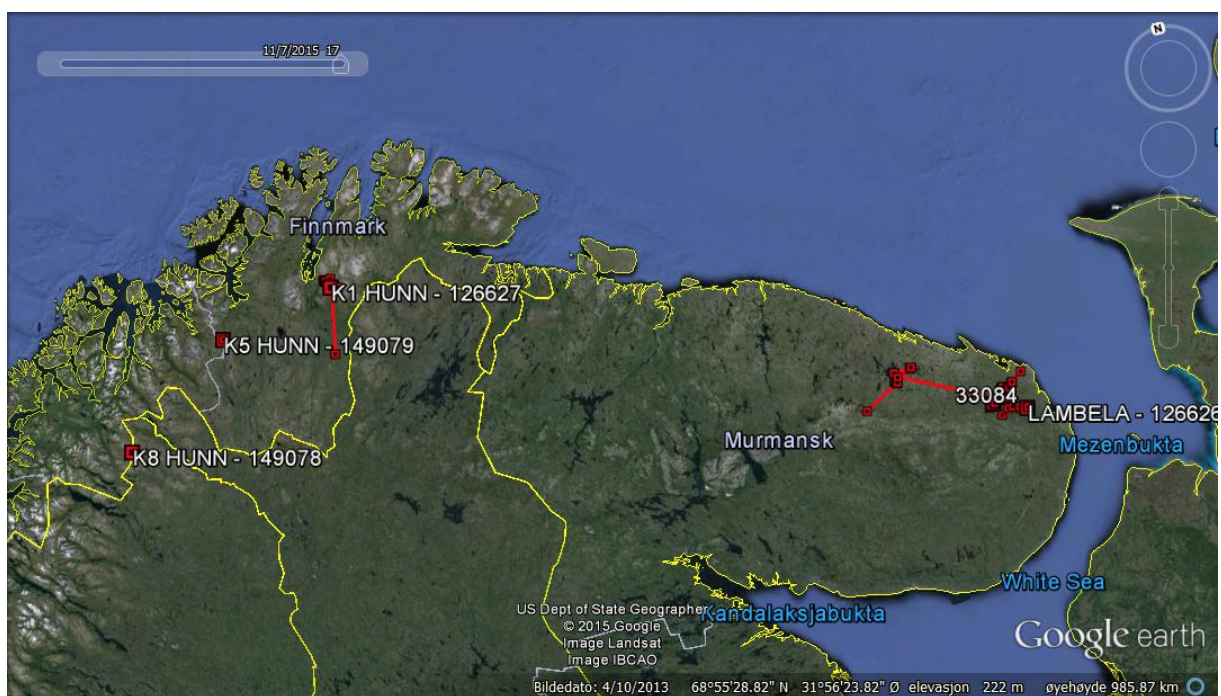 11/7/2015 17
N
Finnmark
K1 HUNN - 126627
K5 HUNN - 149079
33084
LAMBELA - 126626
Murmansk
Mezenbukta
K8 HUNN - 149078
White Sea
US Dept of State Geographer
Kandalaksjabukta
© 2015 Google
Image Landsat
Image IBCAO
Google earth
Bildedato: 4/10/2013 68°55'28.82" N 31°56'23.82" Ø elevasjon 222 m øyehøyde 985.87 km